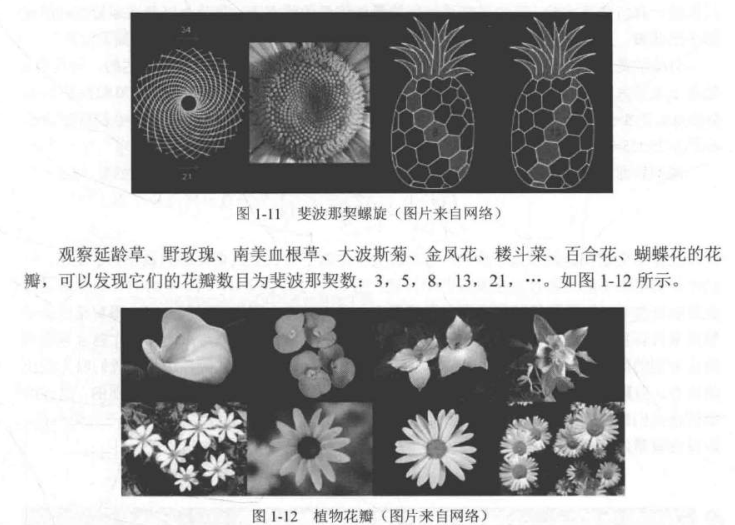 34
21
8
13
图 1-11 斐波那契螺旋（图片来自网络）
观察延龄草、野玫瑰、南美血根草、大波斯菊、金凤花、耧斗菜、百合花、蝴蝶花的花
瓣，可以发现它们的花瓣数目为斐波那契数：3，5，8，13，21，…。如图 1-12 所示。
图 1-12 植物花瓣（图片来自网络）